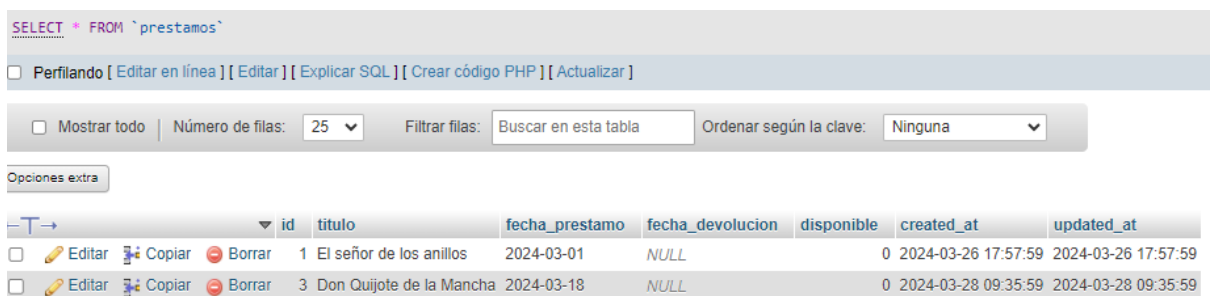 SELECT * FROM `prestamos`
Perfilando [ Editar en línea ] [ Editar ] [ Explicar SQL ] [ Crear código PHP ] [ Actualizar ]
Mostrar todo | Número de filas: 25 Filtrar filas: Buscar en esta tabla Ordenar según la clave: Ninguna
Opciones extra
←T→ ▼ id titulo fecha_prestamo fecha_devolucion disponible created_at updated_at
Editar Copiar Borrar 1 El señor de los anillos 2024-03-01 NULL 0 2024-03-26 17:57:59 2024-03-26 17:57:59
Editar Copiar Borrar 3 Don Quijote de la Mancha 2024-03-18 NULL 0 2024-03-28 09:35:59 2024-03-28 09:35:59